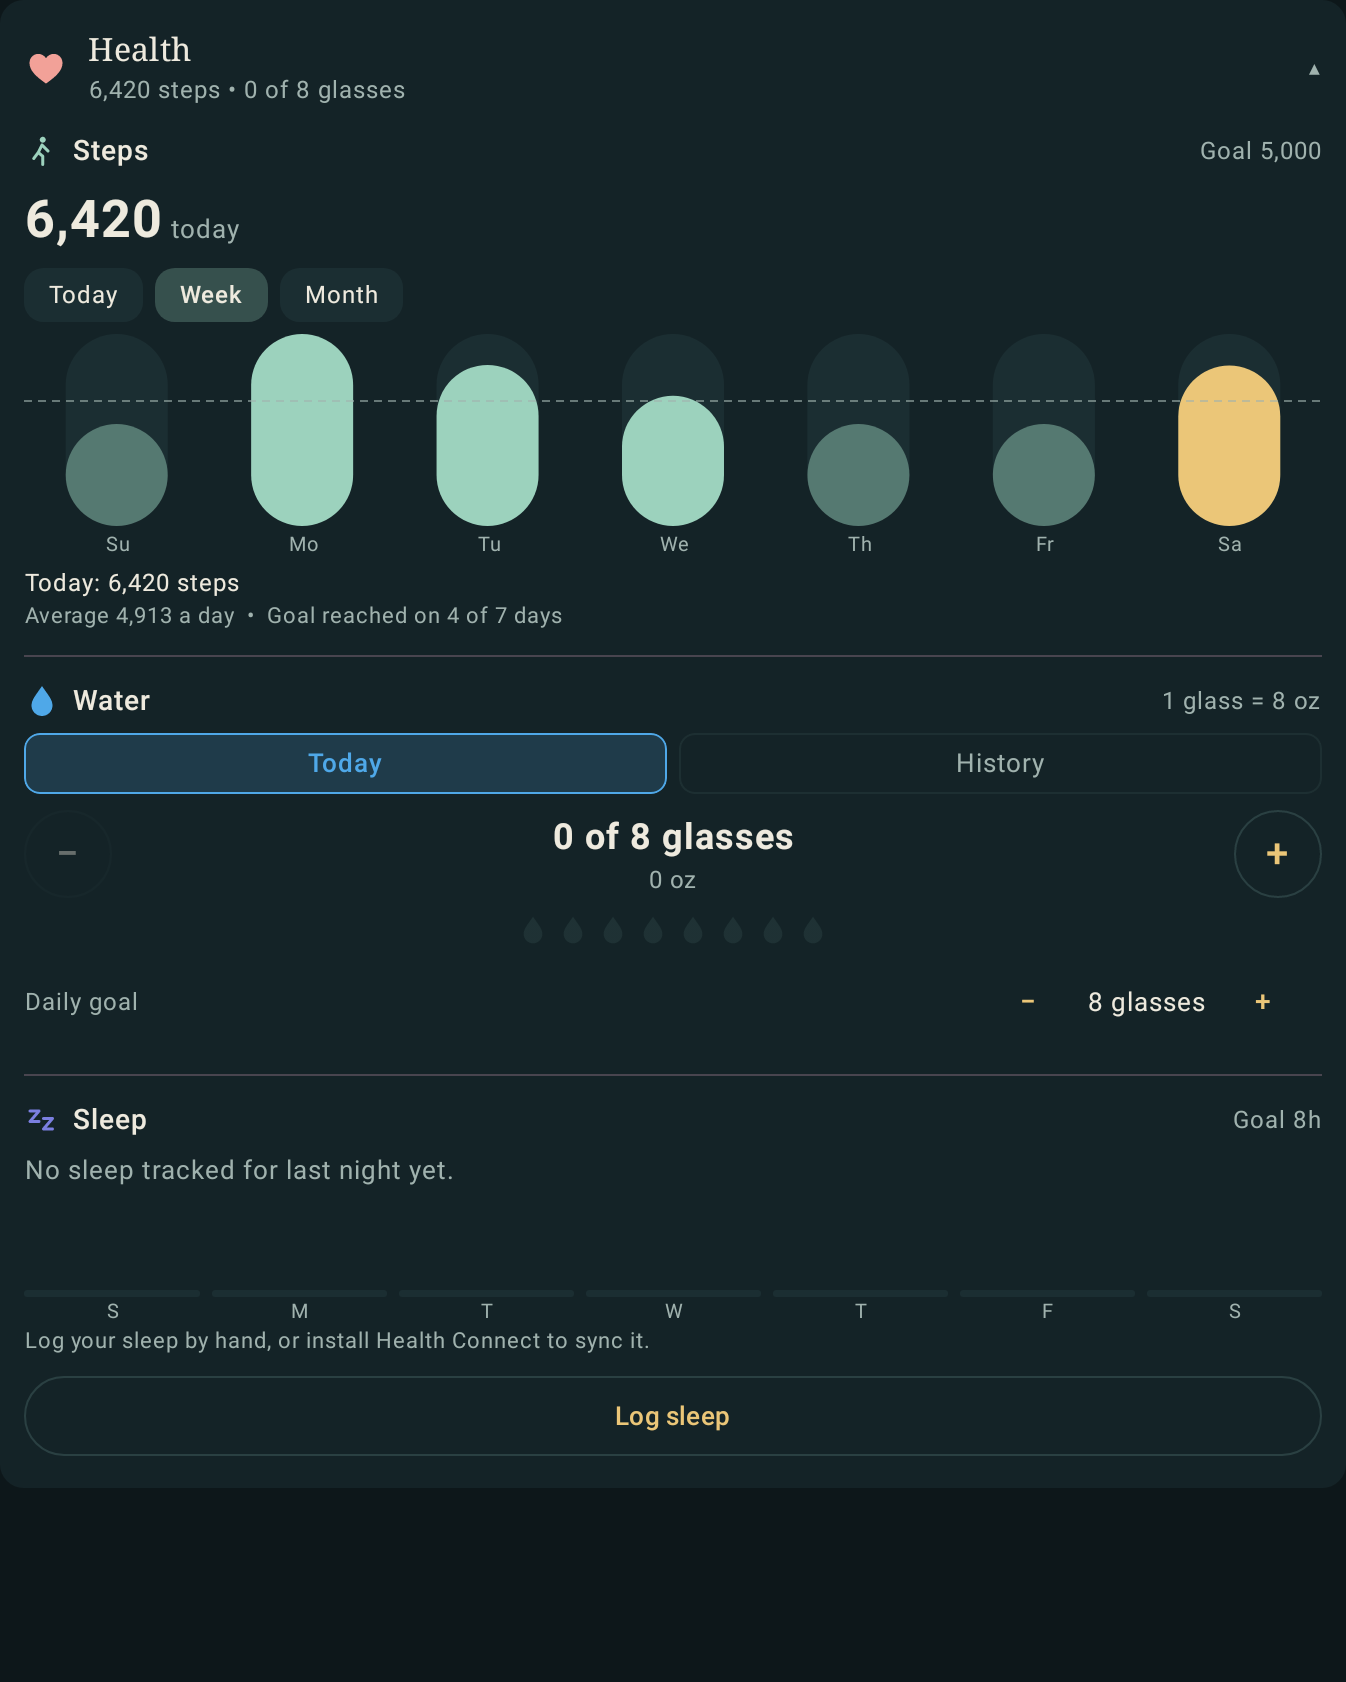 Health
6,420 steps • 0 of 8 glasses
▲
Steps
Goal 5,000
6,420 today
Today Week Month
Su Mo Tu We Th Fr Sa
Today: 6,420 steps
Average 4,913 a day • Goal reached on 4 of 7 days
Water
1 glass = 8 oz
Today History
− 0 of 8 glasses +
0 oz
Daily goal − 8 glasses +
zz Sleep
Goal 8h
No sleep tracked for last night yet.
S M T W T F S
Log your sleep by hand, or install Health Connect to sync it.
Log sleep